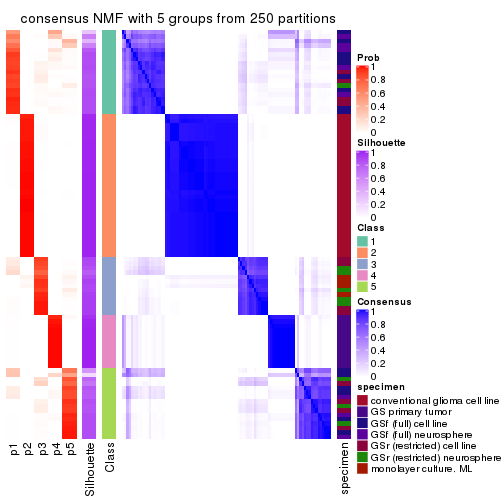 consensus NMF with 5 groups from 250 partitions
Prob
1
0.8
0.6
0.4
0.2
0
Silhouette
1
0.8
0.6
0.4
0.2
0
Class
1
2
3
4
5
Consensus
1
0.8
0.6
0.4
0.2
0
specimen
conventional glioma cell line
GS primary tumor
GSf (full) cell line
GSf (full) neurosphere
GSr (restricted) cell line
GSr (restricted) neurosphere
monolayer culture. ML
p1
p2
p3
p4
p5
Silhouette
Class
specimen